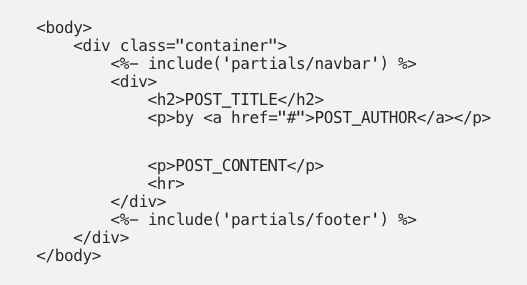 <body>
    <div class="container">
        <%- include('partials/navbar') %>
        <div>
            <h2>POST_TITLE</h2>
            <p>by <a href="#">POST_AUTHOR</a></p>
            <p>POST_CONTENT</p>
            <hr>
        </div>
        <%- include('partials/footer') %>
    </div>
</body>